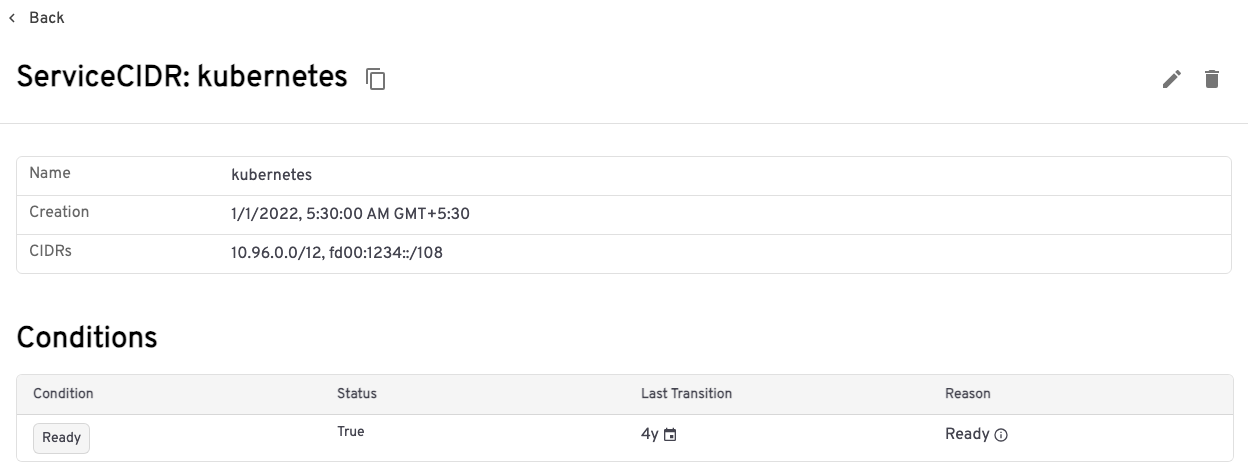 Back
ServiceCIDR: kubernetes
Name kubernetes
Creation 1/1/2022, 5:30:00 AM GMT+5:30
CIDRs 10.96.0.0/12, fd00:1234::/108
Conditions
Condition Status Last Transition Reason
Ready True 4y Ready